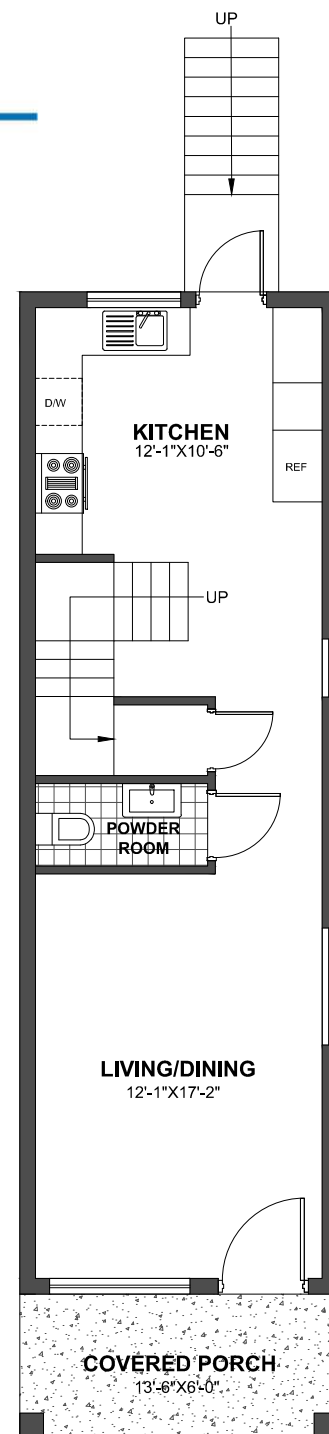 UP
D/W
KITCHEN
12'-1"X10'-6"
REF
UP
POWDER
ROOM
LIVING/DINING
12'-1"X17'-2"
COVERED PORCH
13'-6"X6'-0"